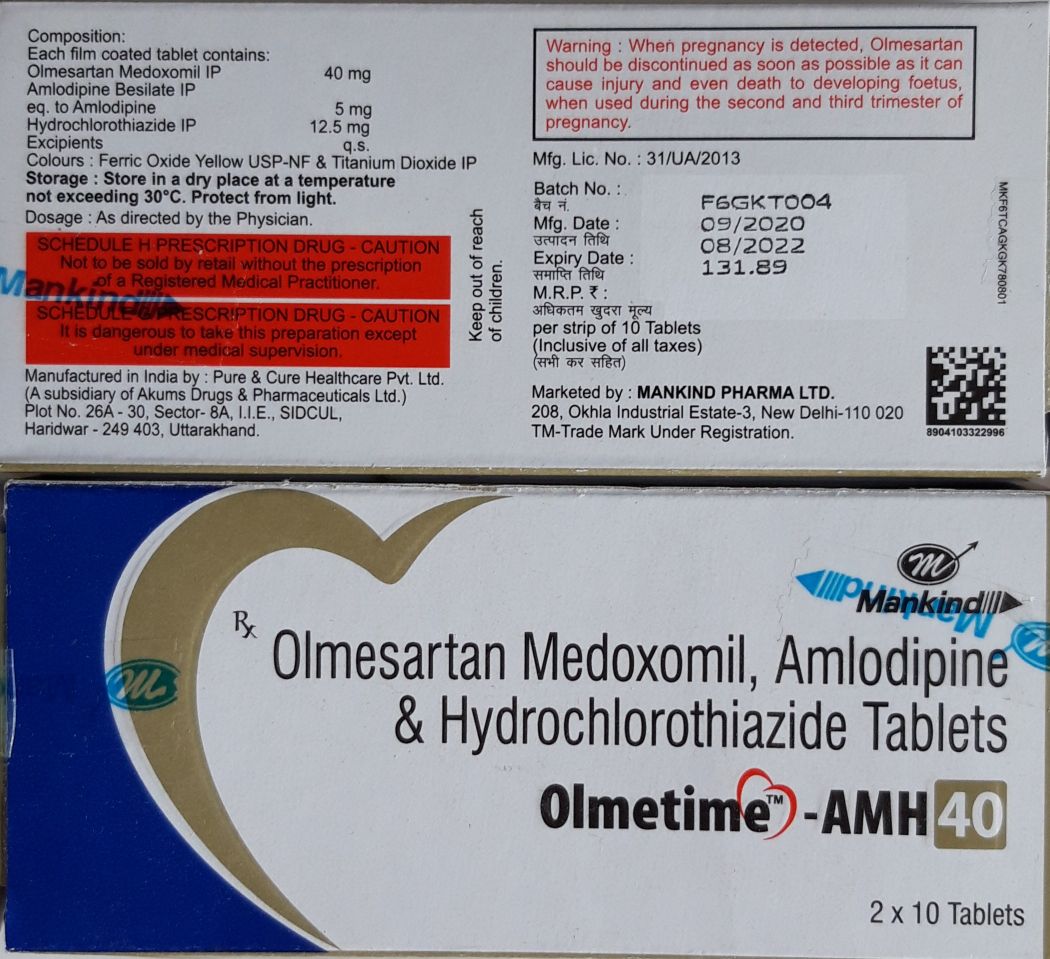 Composition:
Each film coated tablet contains:
Olmesartan Medoxomil IP 40 mg
Amlodipine Besilate IP
eq. to Amlodipine 5 mg
Hydrochlorothiazide IP 12.5 mg
Excipients q.s.
Colours : Ferric Oxide Yellow USP-NF & Titanium Dioxide IP
Storage : Store in a dry place at a temperature
not exceeding 30°C. Protect from light.
Dosage : As directed by the Physician.
SCHEDULE H PRESCRIPTION DRUG - CAUTION
Not to be sold by retail without the prescription
of a Registered Medical Practitioner.
Mankind
SCHEDULE PRESCRIPTION DRUG - CAUTION
It is dangerous to take this preparation except
under medical supervision.
Manufactured in India by : Pure & Cure Healthcare Pvt. Ltd.
(A subsidiary of Akums Drugs & Pharmaceuticals Ltd.)
Plot No. 26A - 30, Sector- 8A, I.I.E., SIDCUL,
Haridwar - 249 403, Uttarakhand.
Keep out of reach
of children.
Warning : When pregnancy is detected, Olmesartan
should be discontinued as soon as possible as it can
cause injury and even death to developing foetus,
when used during the second and third trimester of
pregnancy.
Mfg. Lic. No. : 31/UA/2013
Batch No. : F6GKT004
बैच नं.
Mfg. Date : 09/2020
उत्पादन तिथि
Expiry Date : 08/2022
समाप्ति तिथि
M.R.P. ₹ : 131.89
अधिकतम खुदरा मूल्य
per strip of 10 Tablets
(Inclusive of all taxes)
(सभी कर सहित)
Marketed by : MANKIND PHARMA LTD.
208, Okhla Industrial Estate-3, New Delhi-110 020
TM-Trade Mark Under Registration.
MKF6TCAGKGK780801
8904103322996
m
Mankind
Mankind
Rx
Olmesartan Medoxomil, Amlodipine
& Hydrochlorothiazide Tablets
m
Olmetime™-AMH 40
2 x 10 Tablets